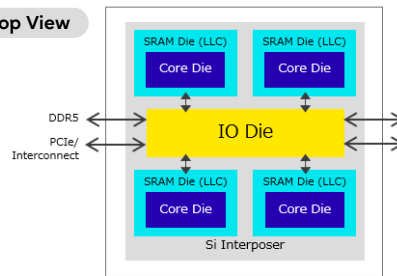 op View
SRAM Die (LLC)
SRAM Die (LLC)
Core Die
Core Die
DDR5
IO Die
PCIe/
Interconnect
SRAM Die (LLC)
SRAM Die (LLC)
Core Die
Core Die
Si Interposer